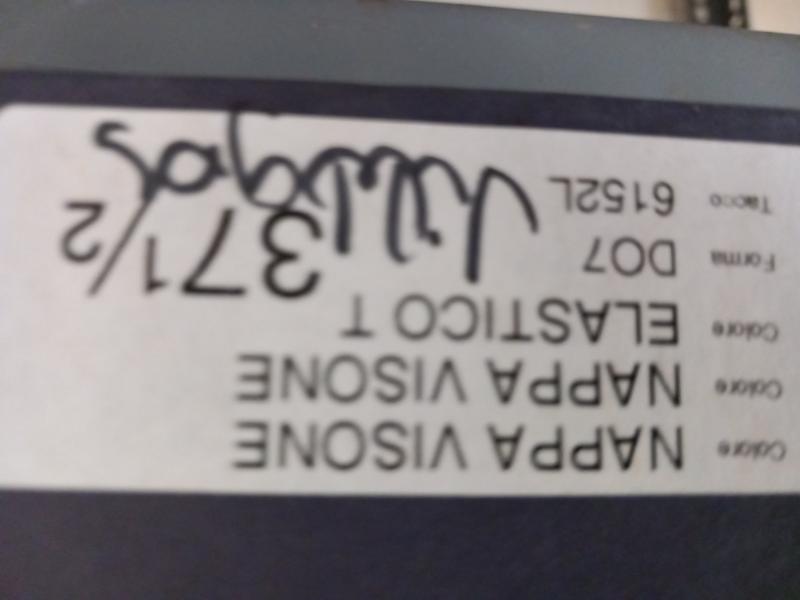 Colore NAPPA VISONE
Colore NAPPA VISONE
Colore ELASTICO T
Forma DO7 37 1/2
Tacco 6152L